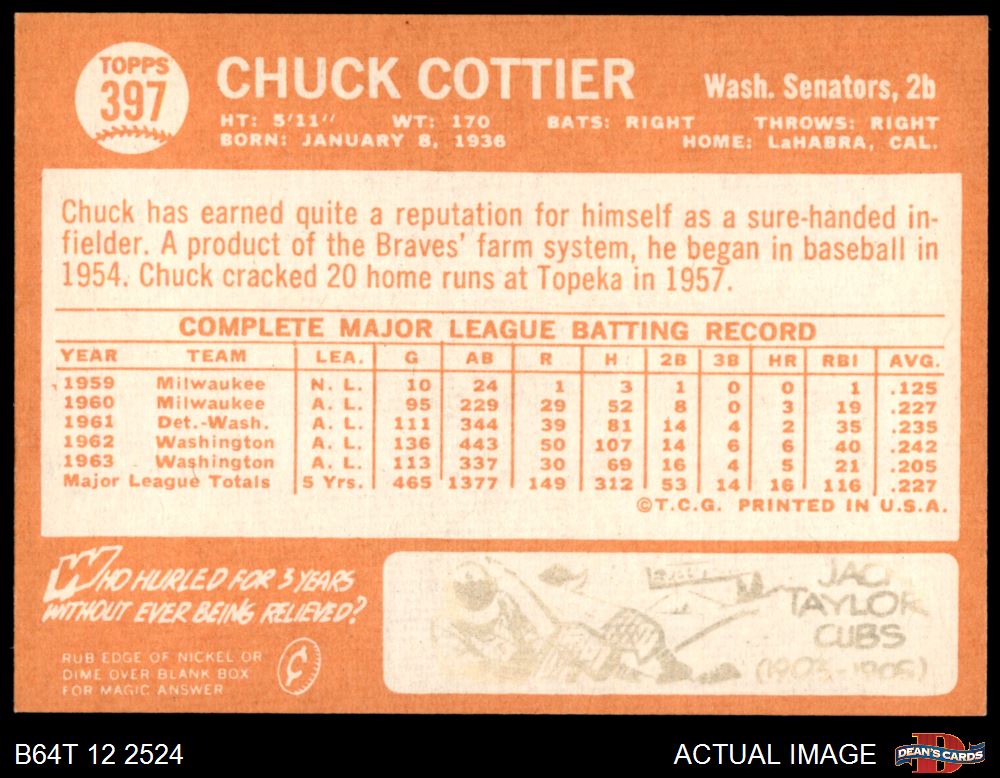 TOPPS
397
CHUCK COTTIER
Wash. Senators, 2b
HT: 5'11" WT: 170 BATS: RIGHT THROWS: RIGHT
BORN: JANUARY 8, 1936 HOME: LaHABRA, CAL.
Chuck has earned quite a reputation for himself as a sure-handed in-
fielder. A product of the Braves' farm system, he began in baseball in
1954. Chuck cracked 20 home runs at Topeka in 1957.
COMPLETE MAJOR LEAGUE BATTING RECORD
YEAR TEAM LEA. G AB R H 2B 3B HR RBI AVG.
1959 Milwaukee N. L. 10 24 1 3 1 0 0 1 .125
1960 Milwaukee A. L. 95 229 29 52 8 0 3 19 .227
1961 Det.-Wash. A. L. 111 344 39 81 14 4 2 35 .235
1962 Washington A. L. 136 443 50 107 14 6 6 40 .242
1963 Washington A. L. 113 337 30 69 16 4 5 21 .205
Major League Totals 5 Yrs. 465 1377 149 312 53 14 16 116 .227
©T.C.G. PRINTED IN U.S.A.
WHO HURLED FOR 3 YEARS
WITHOUT EVER BEING RELIEVED?
RUB EDGE OF NICKEL OR
DIME OVER BLANK BOX
FOR MAGIC ANSWER
JACK
TAYLOR
CUBS
B64T 12 2524
ACTUAL IMAGE
DEAN'S CARDS